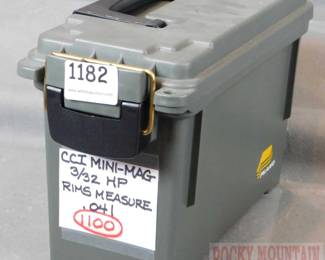 1182
CCI MINI-MAG
3/32 HP
RIMS MEASURE
.041
1100
ROCKY MOUNTAIN